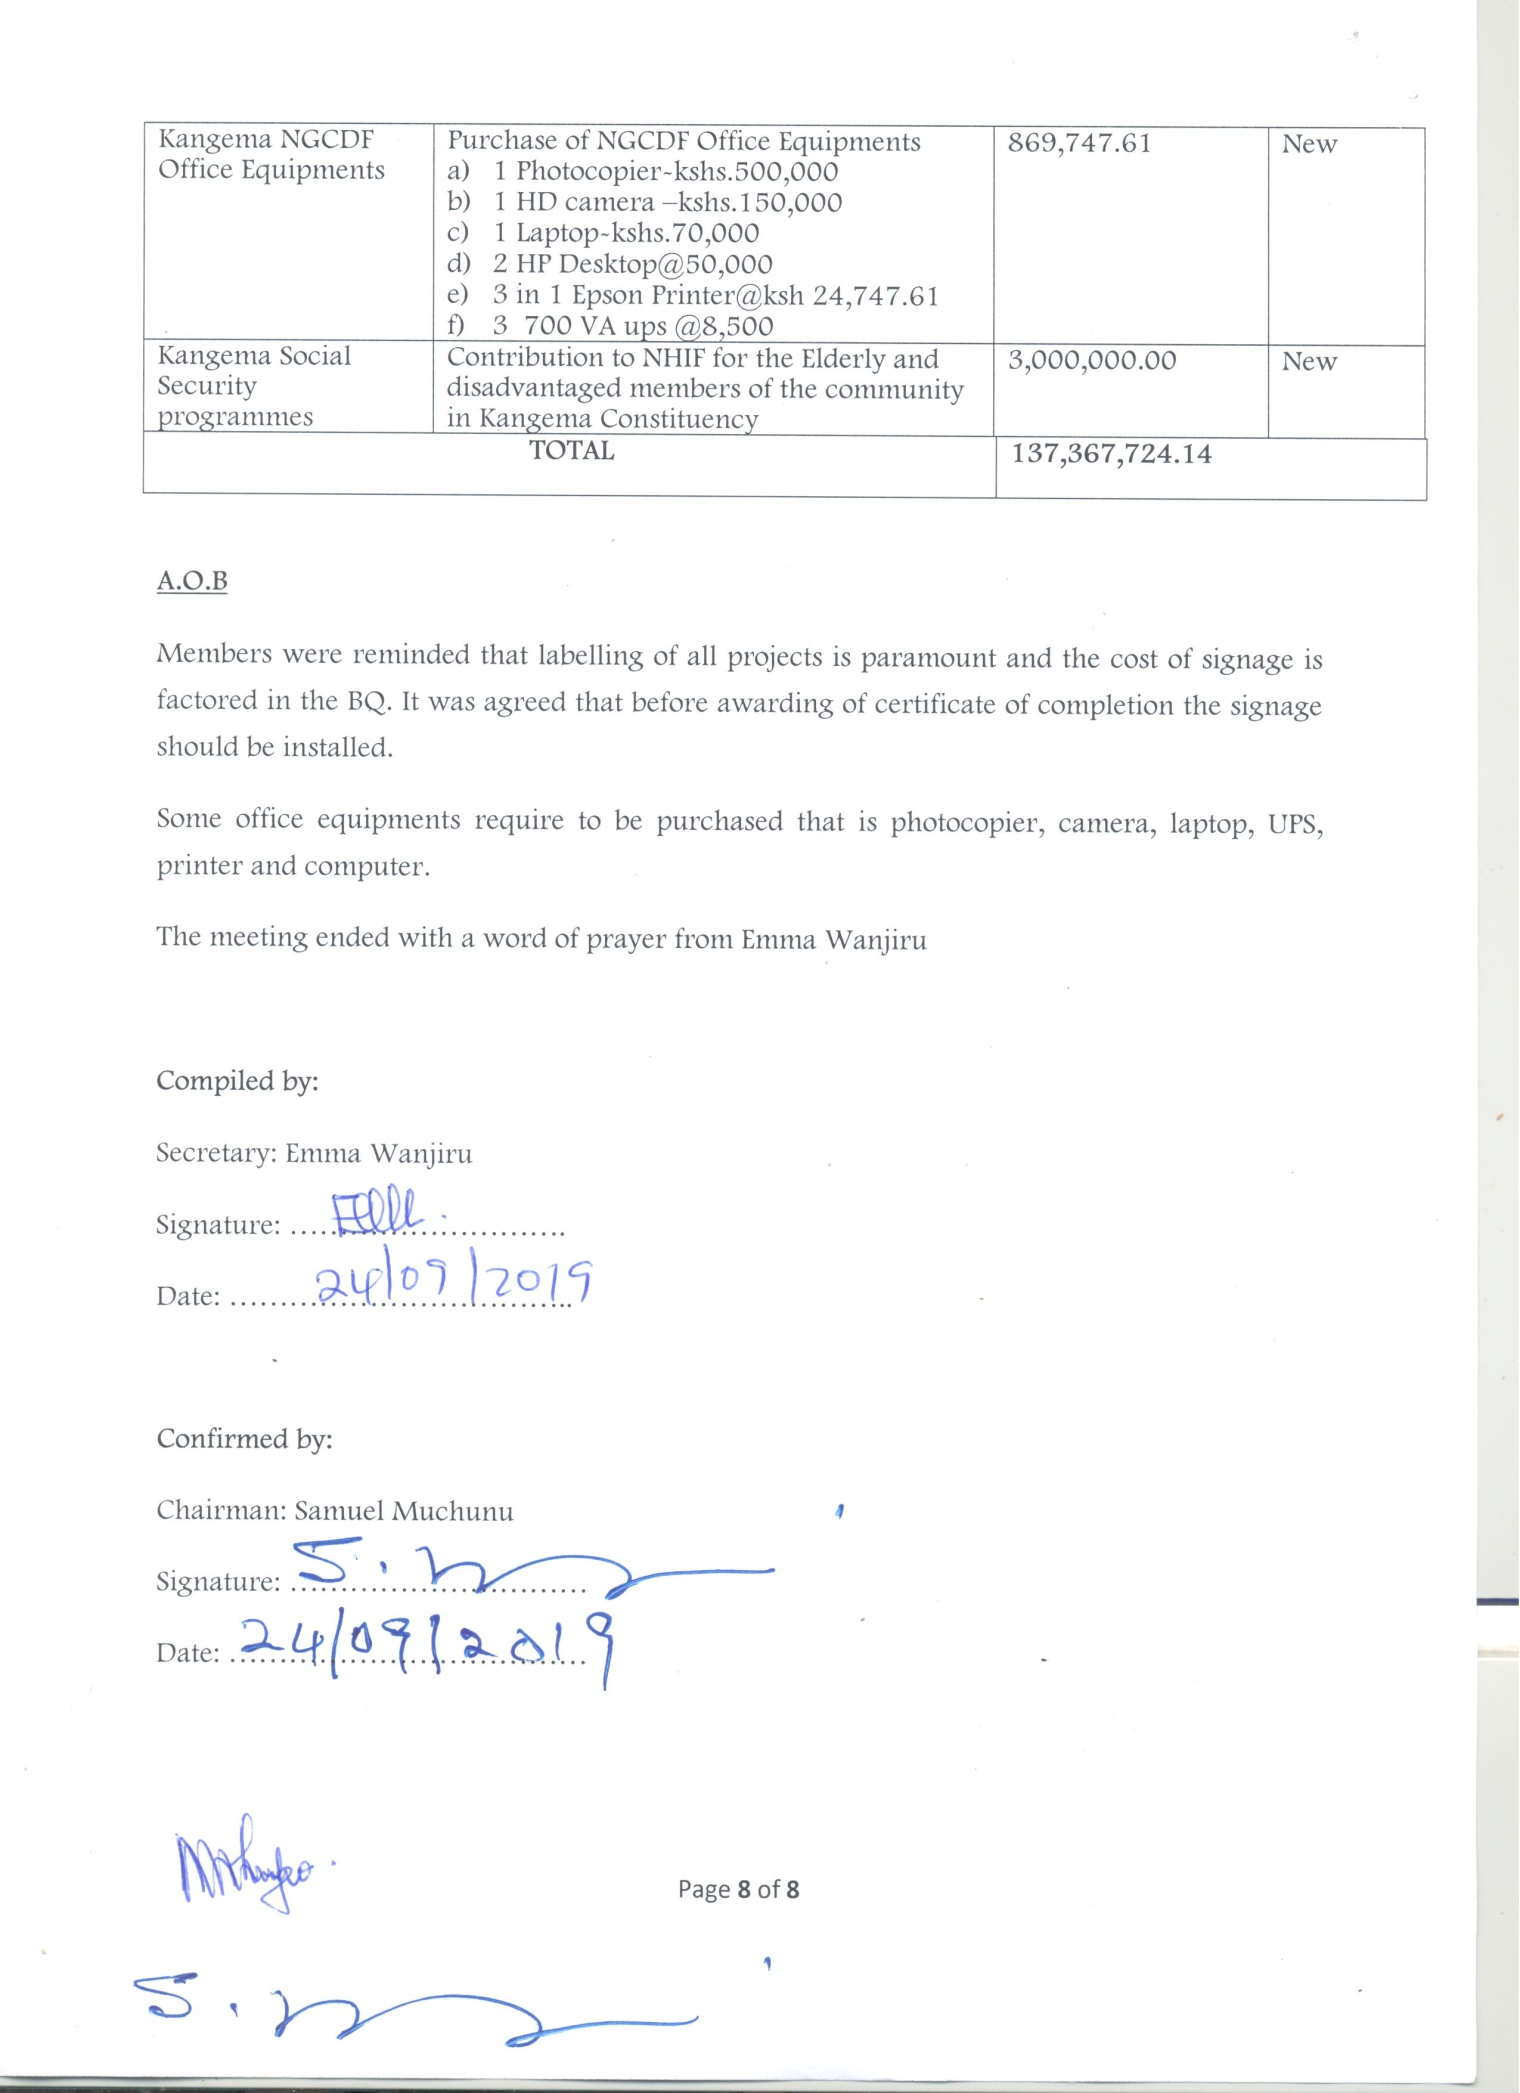 Kangema NGCDF
Office Equipments
Purchase of NGCDF Office Equipments
a) 1 Photocopier-kshs.500,000
b) 1 HD camera –kshs.150,000
c) 1 Laptop-kshs.70,000
d) 2 HP Desktop@50,000
e) 3 in 1 Epson Printer@ksh 24,747.61
f) 3 700 VA ups @8,500
869,747.61
New
Kangema Social
Security
programmes
Contribution to NHIF for the Elderly and
disadvantaged members of the community
in Kangema Constituency
3,000,000.00
New
TOTAL
137,367,724.14
A.O.B
Members were reminded that labelling of all projects is paramount and the cost of signage is
factored in the BQ. It was agreed that before awarding of certificate of completion the signage
should be installed.
Some office equipments require to be purchased that is photocopier, camera, laptop, UPS,
printer and computer.
The meeting ended with a word of prayer from Emma Wanjiru
Compiled by:
Secretary: Emma Wanjiru
Signature: ................................
Date: 24/09/2019
Confirmed by:
Chairman: Samuel Muchunu
Signature: ................................
Date: 24/09/2019
Page 8 of 8